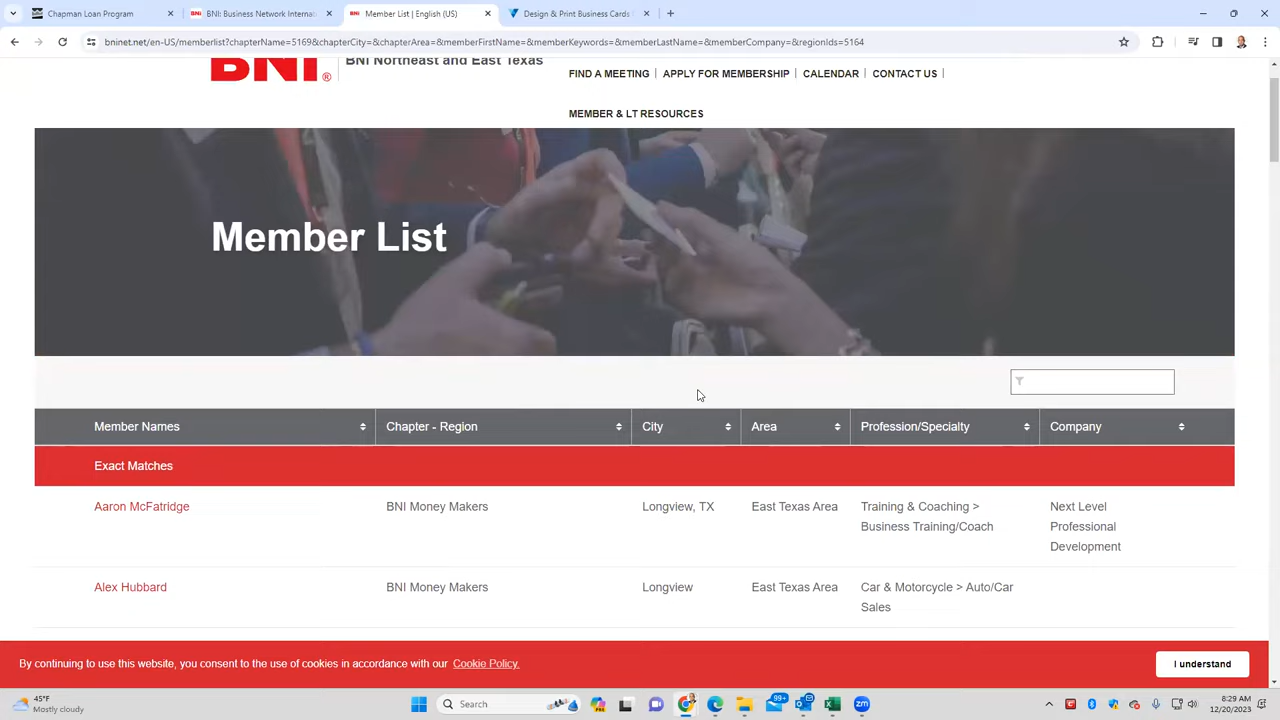 Chapman Loan Program
BNI: Business Network Internat
Member List | English (US)
Design & Print Business Cards
bninet.net/en-US/memberlist?chapterName=5169&chapterCity=&chapterArea=&memberFirstName=&memberKeywords=&memberLastName=&memberCompany=&regionIds=5164
BNI®
BNI Northeast and East Texas
FIND A MEETING | APPLY FOR MEMBERSHIP | CALENDAR | CONTACT US |
MEMBER & LT RESOURCES
Member List
Member Names Chapter - Region City Area Profession/Specialty Company
Exact Matches
Aaron McFatridge BNI Money Makers Longview, TX East Texas Area Training & Coaching > Next Level
Business Training/Coach Professional
Development
Alex Hubbard BNI Money Makers Longview East Texas Area Car & Motorcycle > Auto/Car
Sales
By continuing to use this website, you consent to the use of cookies in accordance with our Cookie Policy. I understand
45°F
Mostly cloudy
Search
99+
zm
8:29 AM
12/20/2023